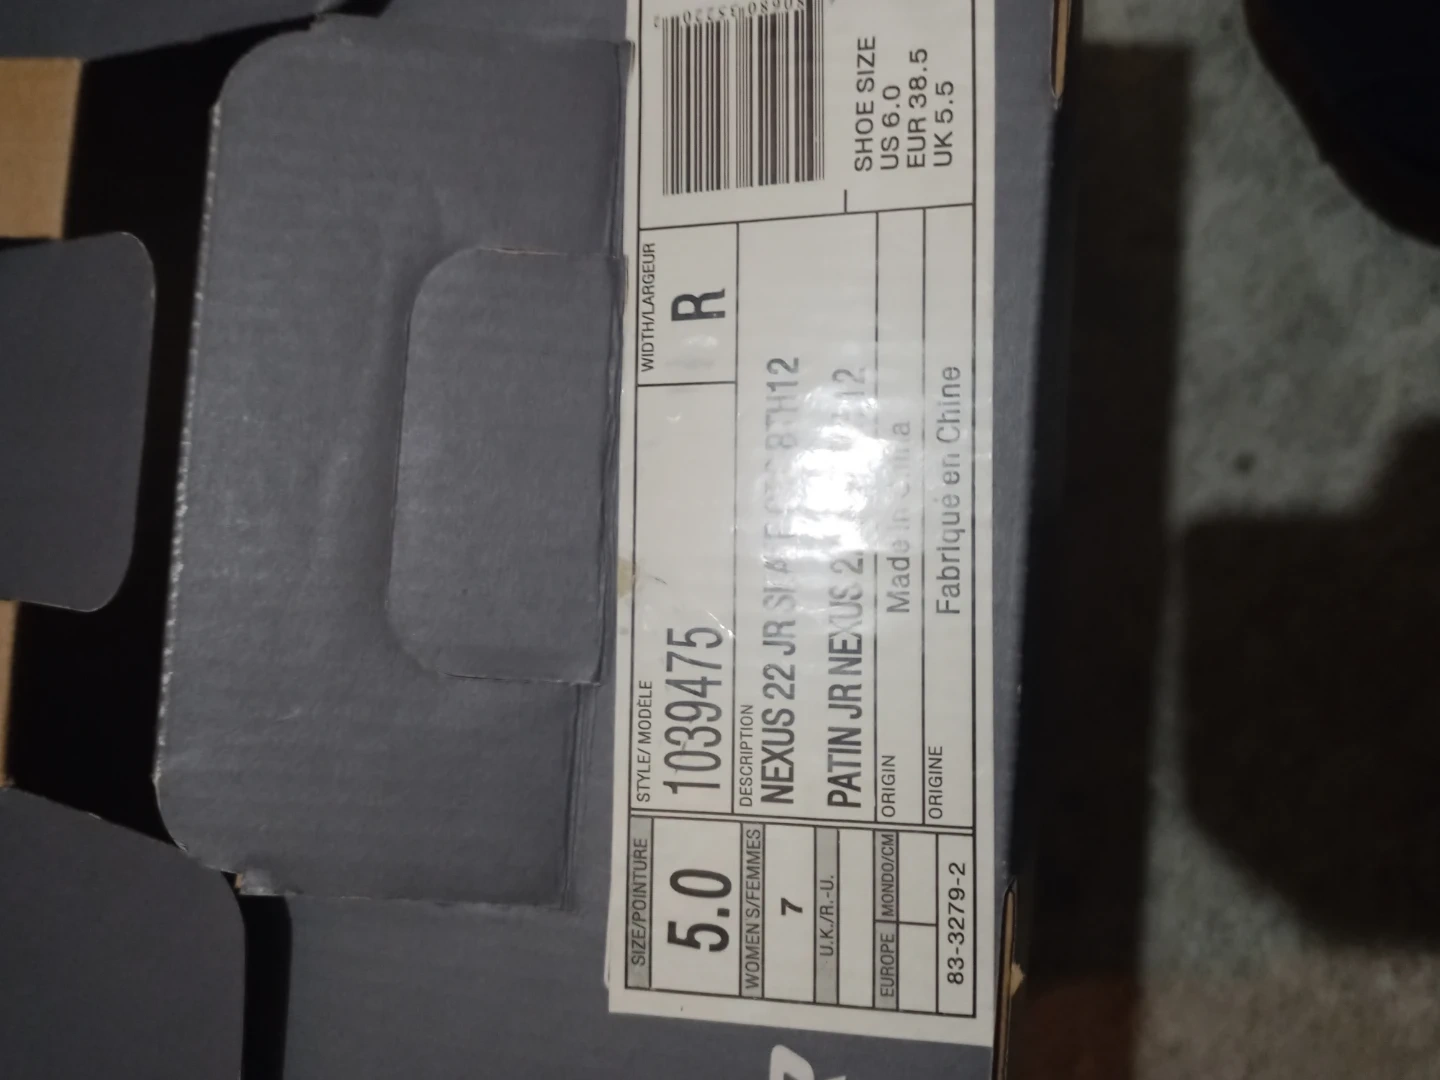 SIZE/POINTURE
5.0
WOMEN'S/FEMMES
7
U.K./R.-U.
EUROPE MONDO/CM
83-3279-2
STYLE/ MODÈLE
1039475
WIDTH/LARGEUR
R
DESCRIPTION
NEXUS 22 JR
PATIN JR NEXUS
ORIGIN Made in China
ORIGINE Fabriqué en Chine
SHOE SIZE
US 6.0
EUR 38.5
UK 5.5